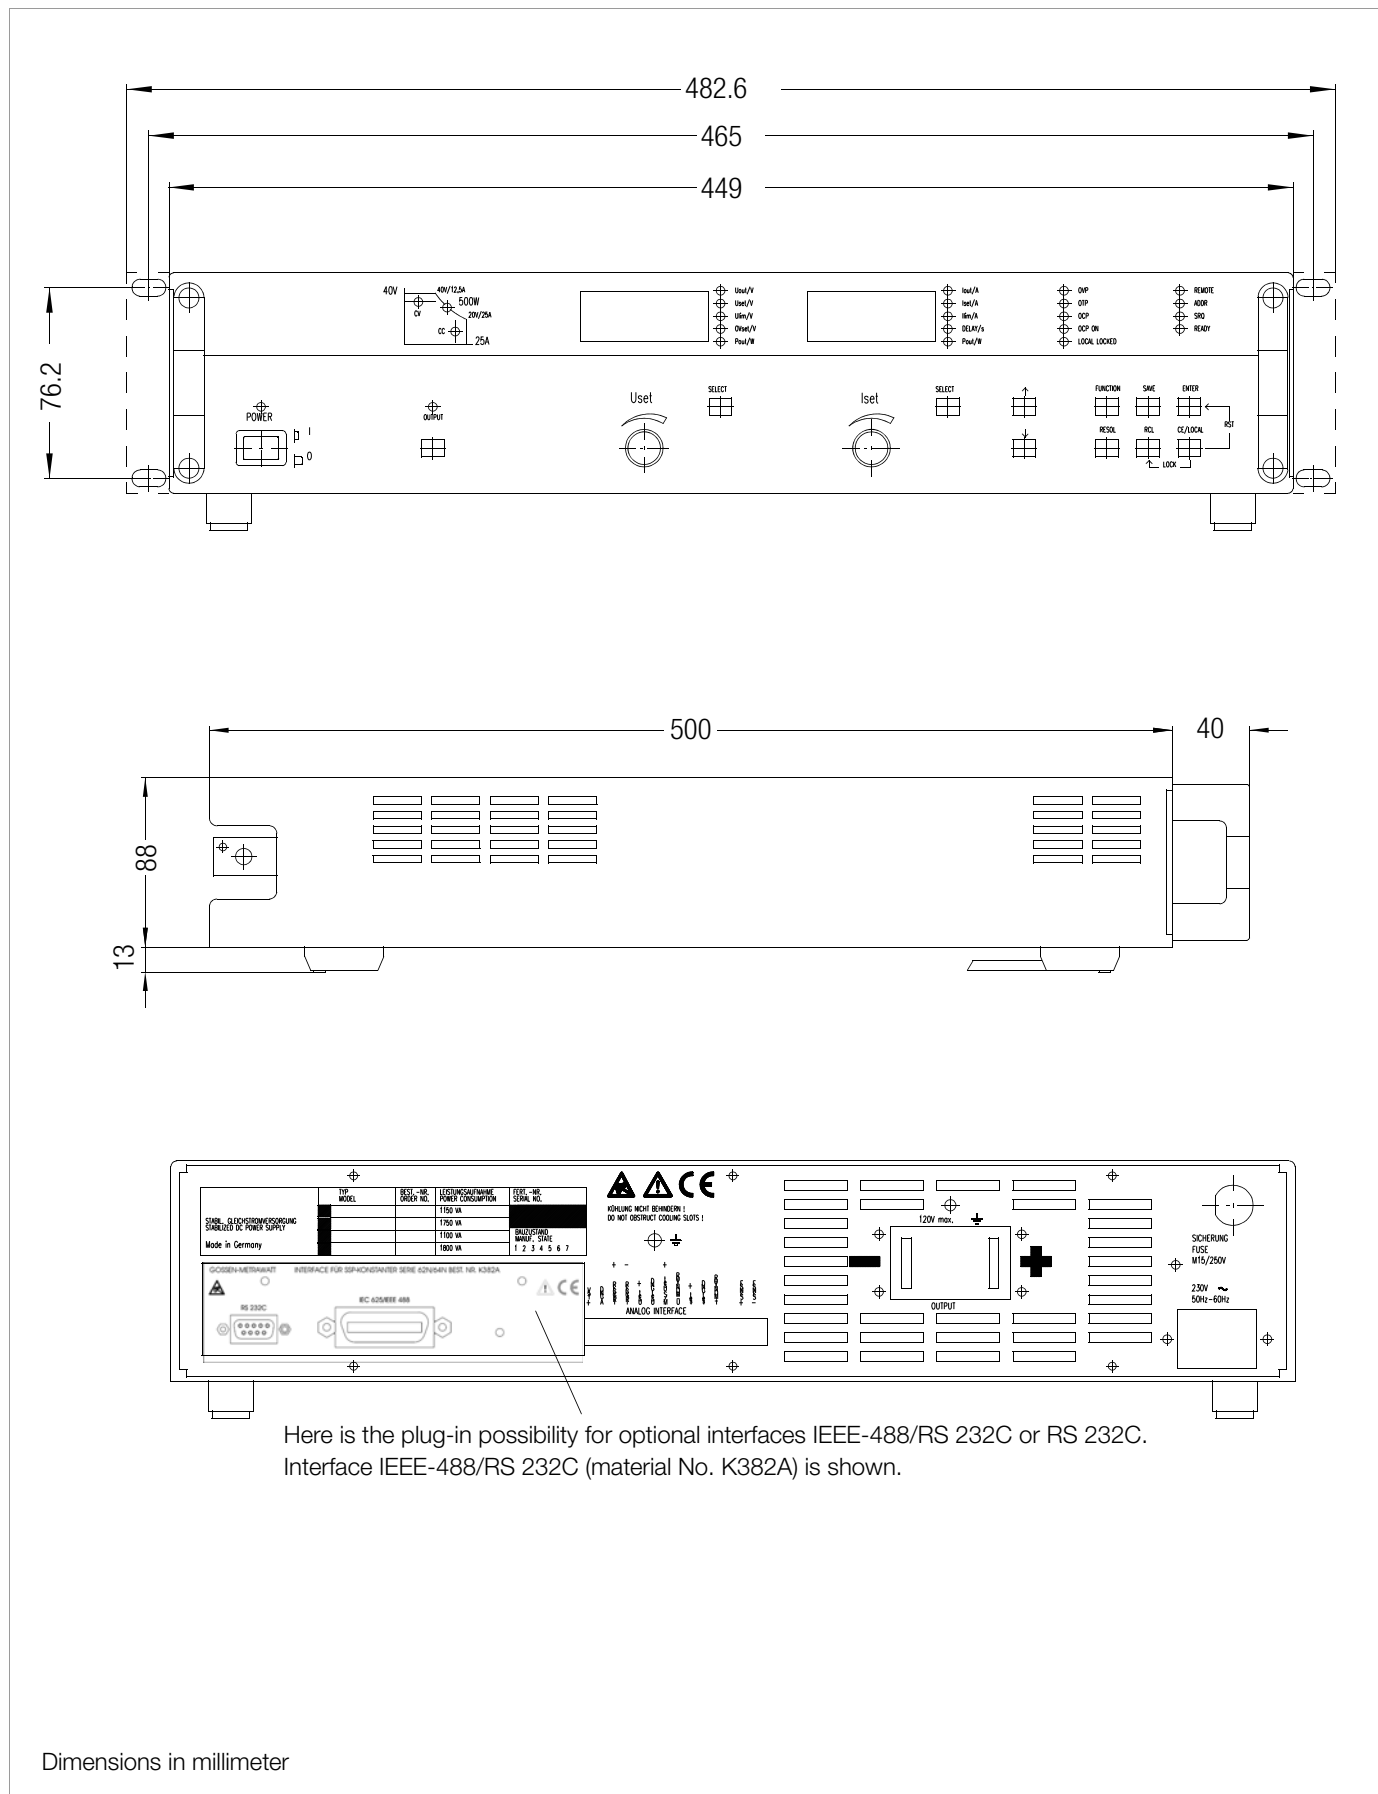 482.6
465
449
76.2
40V
40V/12,5A
500W
20V/25A
CV
CC
25A
Uout/V
Uset/V
Ulim/V
OVset/V
Pout/W
Iout/A
Iset/A
Ilim/A
DELAY/s
Pout/W
OVP
OTP
OCP
OCP ON
LOCAL LOCKED
REMOTE
ADDR
SRQ
READY
POWER
I
0
OUTPUT
Uset
SELECT
Iset
SELECT
FUNCTION
SAVE
ENTER
RESOL
RCL
CE/LOCAL
RST
LOCK
500
40
88
13
TYP
MODEL
BEST. -NR.
ORDER NO.
LEISTUNGSAUFNAHME
POWER CONSUMPTION
FERT. -NR.
SERIAL NO.
1150 VA
1750 VA
1100 VA
1800 VA
STABIL. GLEICHSTROMVERSORGUNG
STABILIZED DC POWER SUPPLY
Made in Germany
BAUZUSTAND
MANUF. STATE
1 2 3 4 5 6 7
CE
KÜHLUNG NICHT BEHINDERN !
DO NOT OBSTRUCT COOLING SLOTS !
GOSSEN-METRAWATT
INTERFACE FÜR SSP-KONSTANTER SERIE 62N/64N BEST. NR. K382A
CE
RS 232C
IEC 625/IEEE 488
ANALOG INTERFACE
120V max.
OUTPUT
SICHERUNG
FUSE
M15/250V
230V ~
50Hz-60Hz
Here is the plug-in possibility for optional interfaces IEEE-488/RS 232C or RS 232C.
Interface IEEE-488/RS 232C (material No. K382A) is shown.
Dimensions in millimeter